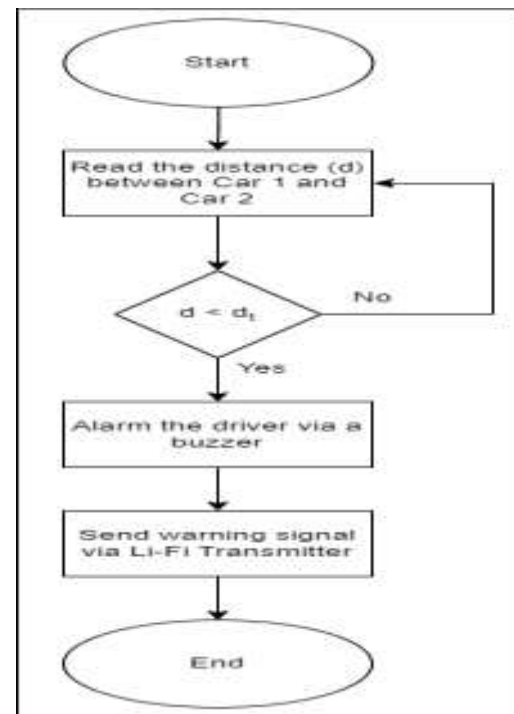 Start
Read the distance (d)
between Car 1 and
Car 2
d < dₜ
No
Yes
Alarm the driver via a
buzzer
Send warning signal
via Li-Fi Transmitter
End